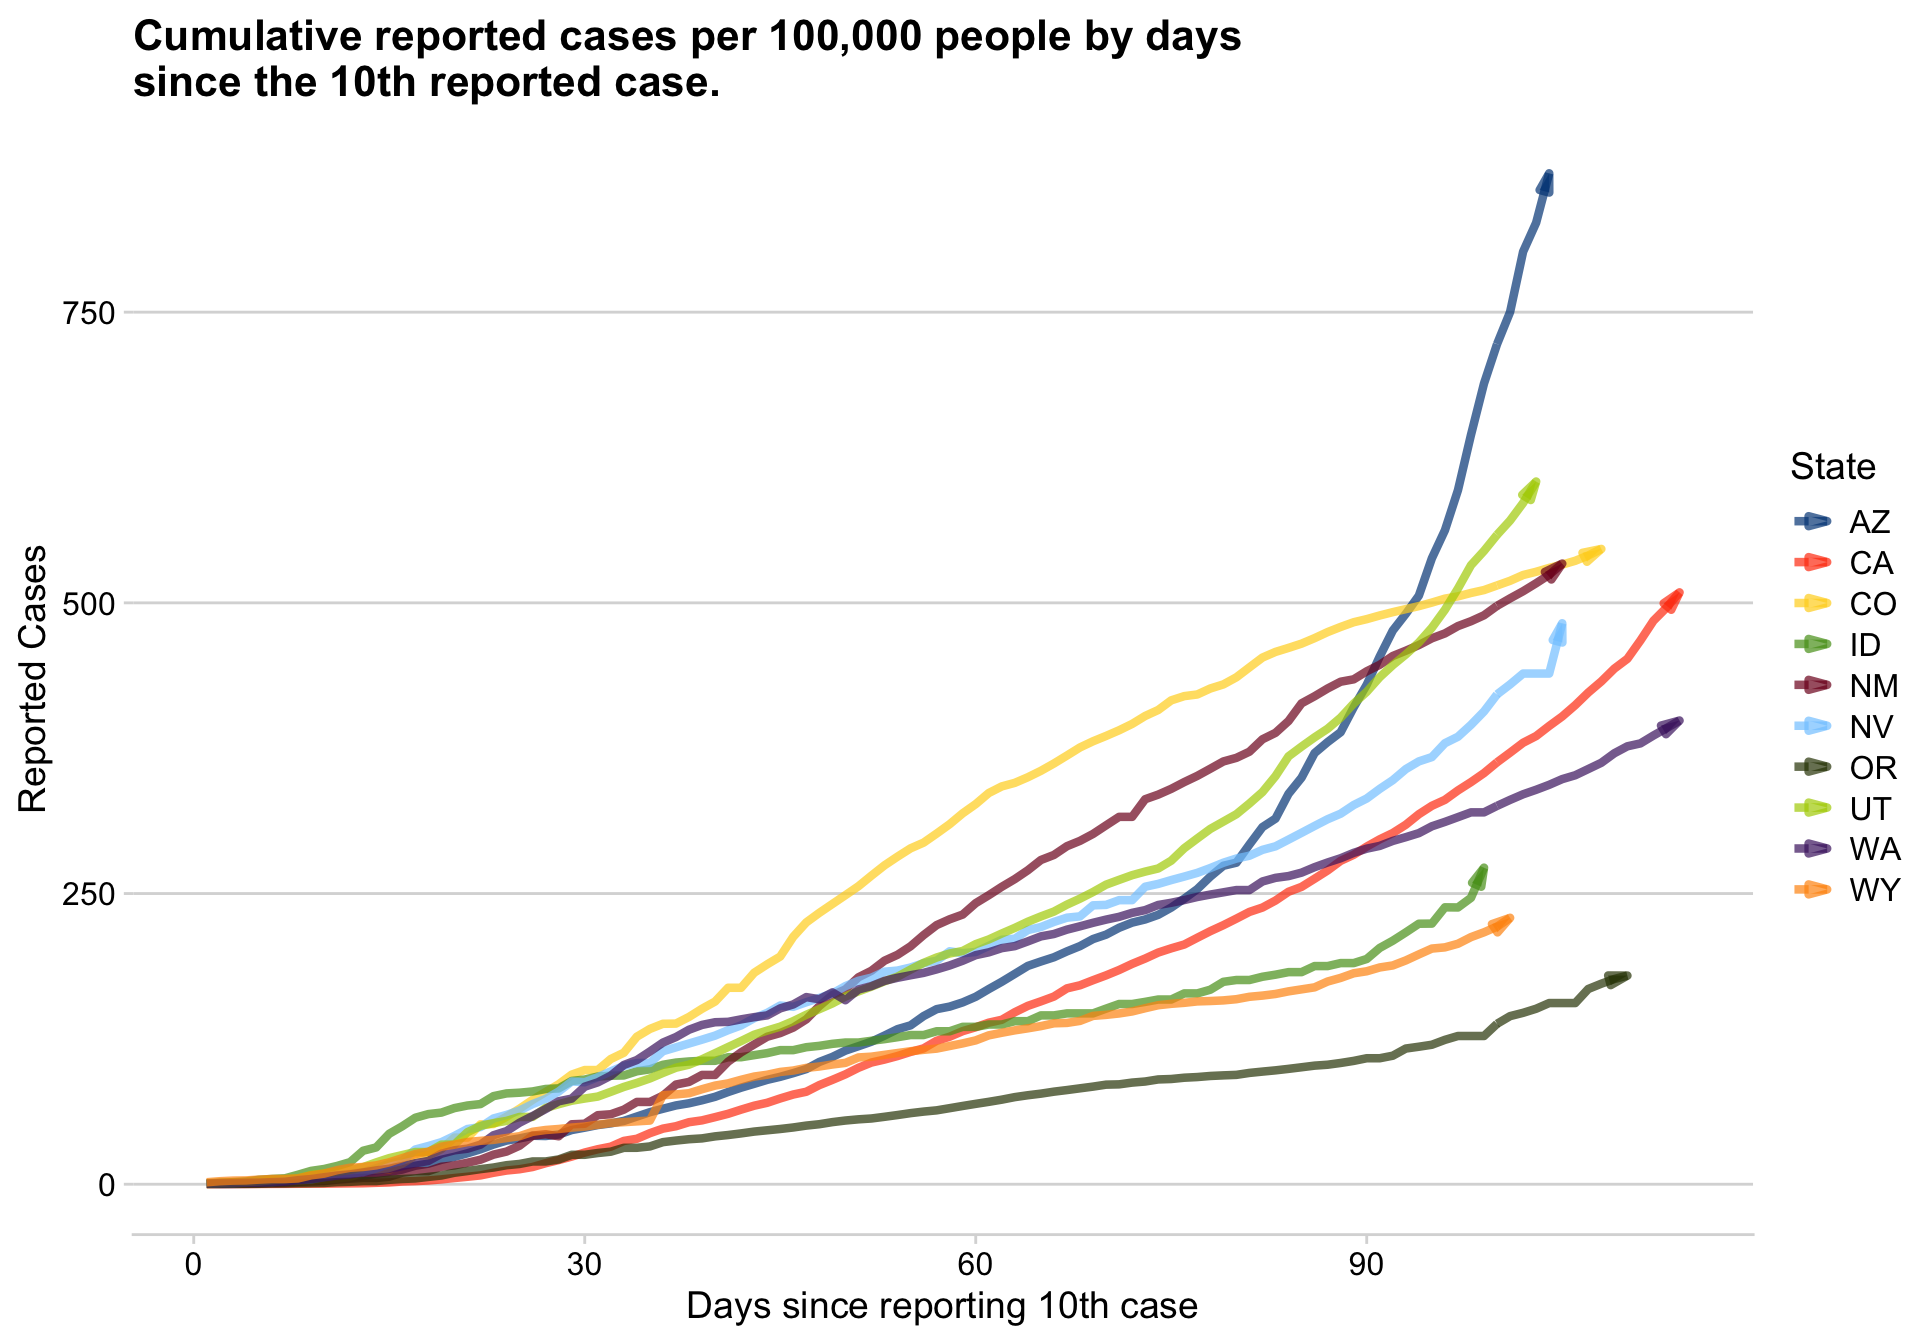 Cumulative reported cases per 100,000 people by days
since the 10th reported case.
750
500
250
0
Reported Cases
0
30
60
90
Days since reporting 10th case
State
AZ
CA
CO
ID
NM
NV
OR
UT
WA
WY